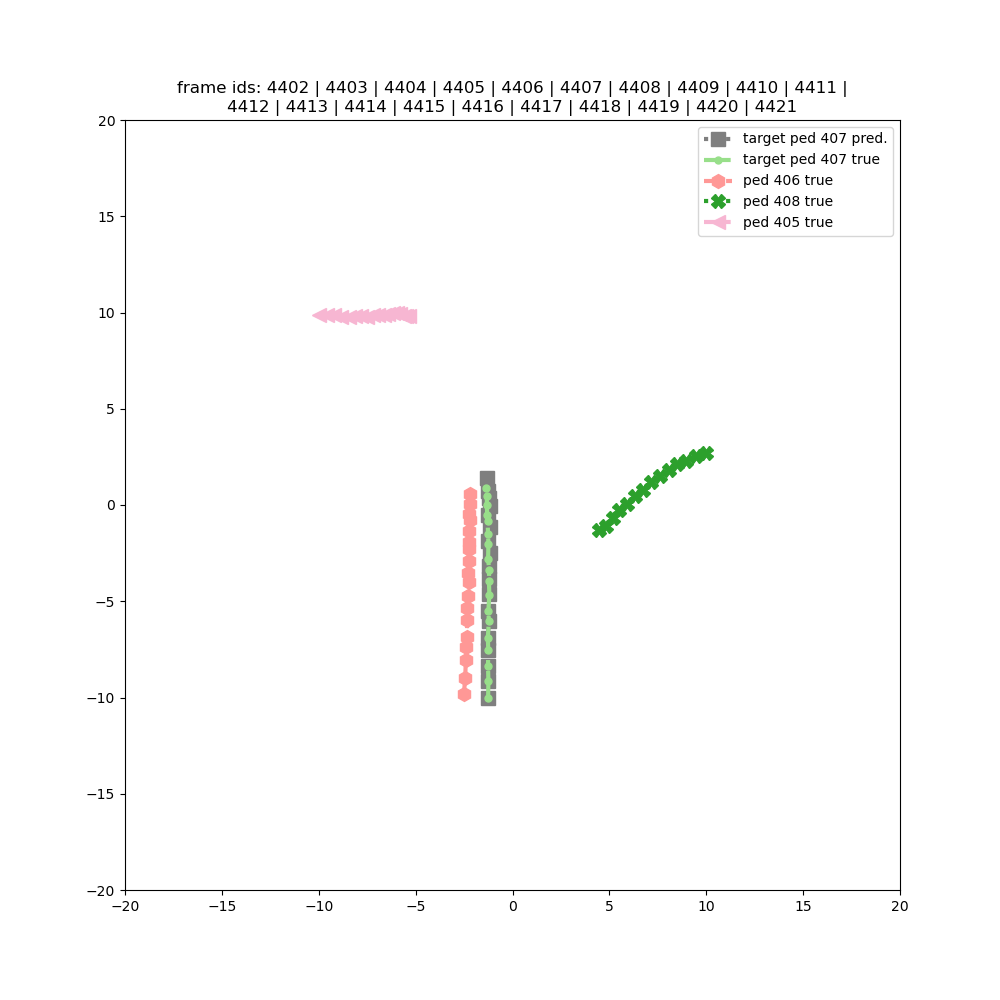 frame ids: 4402 | 4403 | 4404 | 4405 | 4406 | 4407 | 4408 | 4409 | 4410 | 4411 |
4412 | 4413 | 4414 | 4415 | 4416 | 4417 | 4418 | 4419 | 4420 | 4421
target ped 407 pred.
target ped 407 true
ped 406 true
ped 408 true
ped 405 true
20
15
10
5
0
−5
−10
−15
−20
−20 −15 −10 −5 0 5 10 15 20